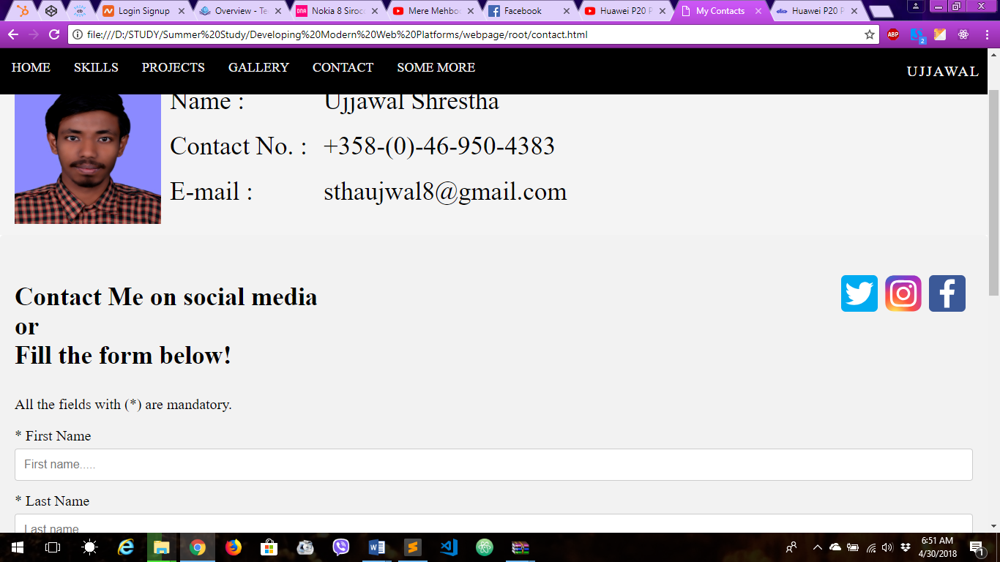 Login Signup
Overview - Te
Nokia 8 Siroc
Mere Mehbo
Facebook
Huawei P20 P
My Contacts
Huawei P20 P
file:///D:/STUDY/Summer%20Study/Developing%20Modern%20Web%20Platforms/webpage/root/contact.html
ABP
2
HOME SKILLS PROJECTS GALLERY CONTACT SOME MORE UJJAWAL
Name : Ujjawal Shrestha
Contact No. : +358-(0)-46-950-4383
E-mail : sthaujwal8@gmail.com
Contact Me on social media
or
Fill the form below!
All the fields with (*) are mandatory.
* First Name
First name.....
* Last Name
Last name
6:51 AM
4/30/2018
1